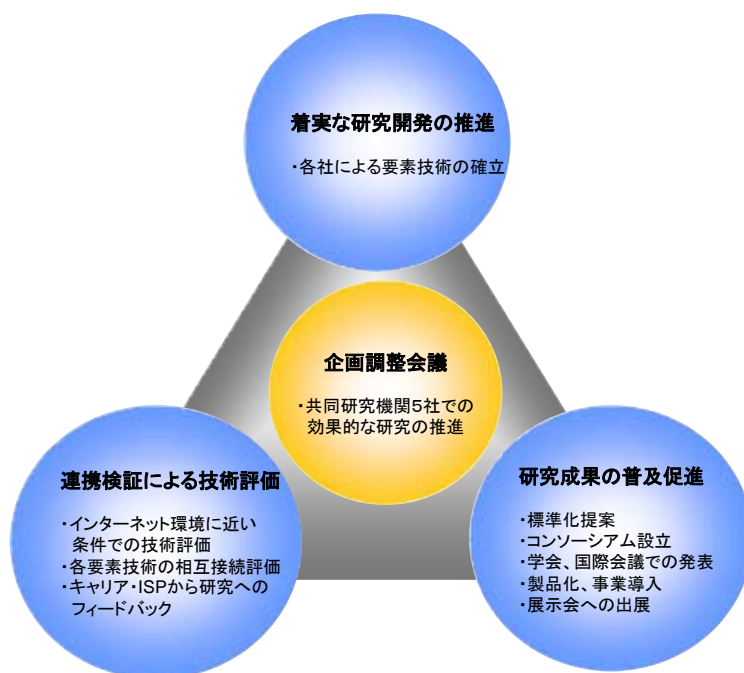 着実な研究開発の推進
・各社による要素技術の確立
企画調整会議
・共同研究機関5社での
効果的な研究の推進
連携検証による技術評価
・インターネット環境に近い
条件での技術評価
・各要素技術の相互接続評価
・キャリア・ISPから研究への
フィードバック
研究成果の普及促進
・標準化提案
・コンソーシアム設立
・学会、国際会議での発表
・製品化、事業導入
・展示会への出展